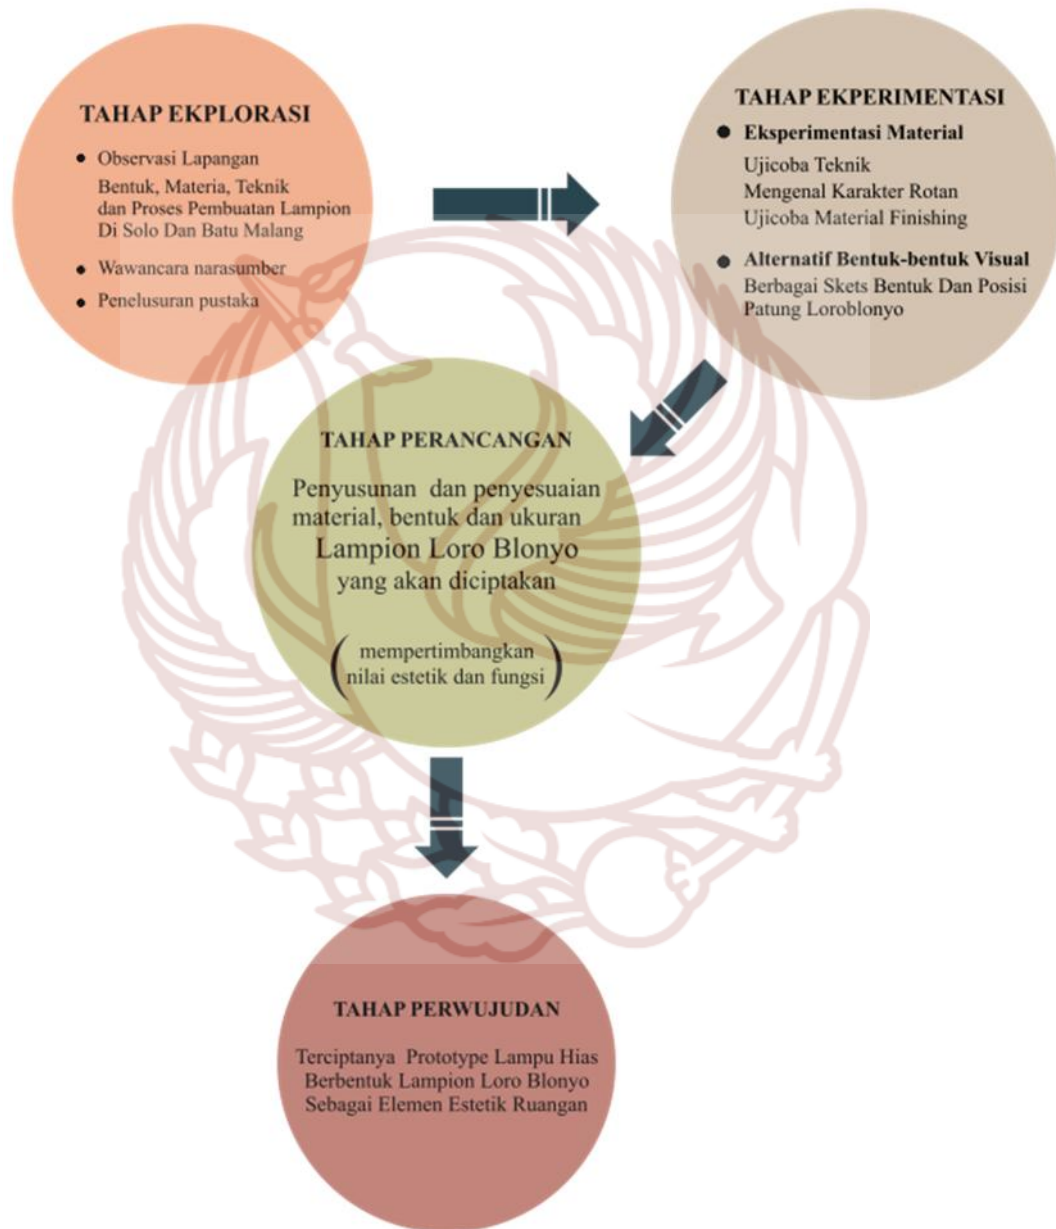 TAHAP EKPLORASI
• Observasi Lapangan
Bentuk, Materia, Teknik
dan Proses Pembuatan Lampion
Di Solo Dan Batu Malang
• Wawancara narasumber
• Penelusuran pustaka
TAHAP EKPERIMENTASI
• Eksperimentasi Material
Ujicoba Teknik
Mengenal Karakter Rotan
Ujicoba Material Finishing
• Alternatif Bentuk-bentuk Visual
Berbagai Skets Bentuk Dan Posisi
Patung Loroblonyo
TAHAP PERANCANGAN
Penyusunan dan penyesuaian
material, bentuk dan ukuran
Lampion Loro Blonyo
yang akan diciptakan
(mempertimbangkan
nilai estetik dan fungsi)
TAHAP PERWUJUDAN
Terciptanya Prototype Lampu Hias
Berbentuk Lampion Loro Blonyo
Sebagai Elemen Estetik Ruangan